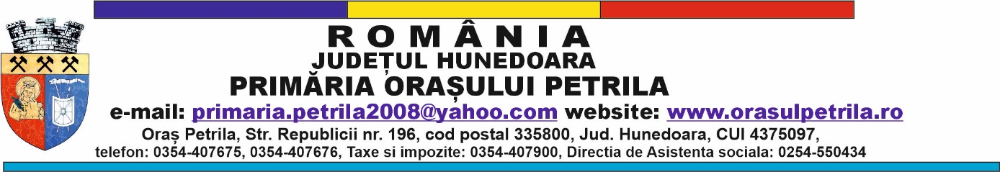 ROMÂNIA
JUDEȚUL HUNEDOARA
PRIMĂRIA ORAȘULUI PETRILA
e-mail: primaria.petrila2008@yahoo.com website: www.orasulpetrila.ro
Oraș Petrila, Str. Republicii nr. 196, cod postal 335800, Jud. Hunedoara, CUI 4375097,
telefon: 0354-407675, 0354-407676, Taxe si impozite: 0354-407900, Directia de Asistenta sociala: 0254-550434